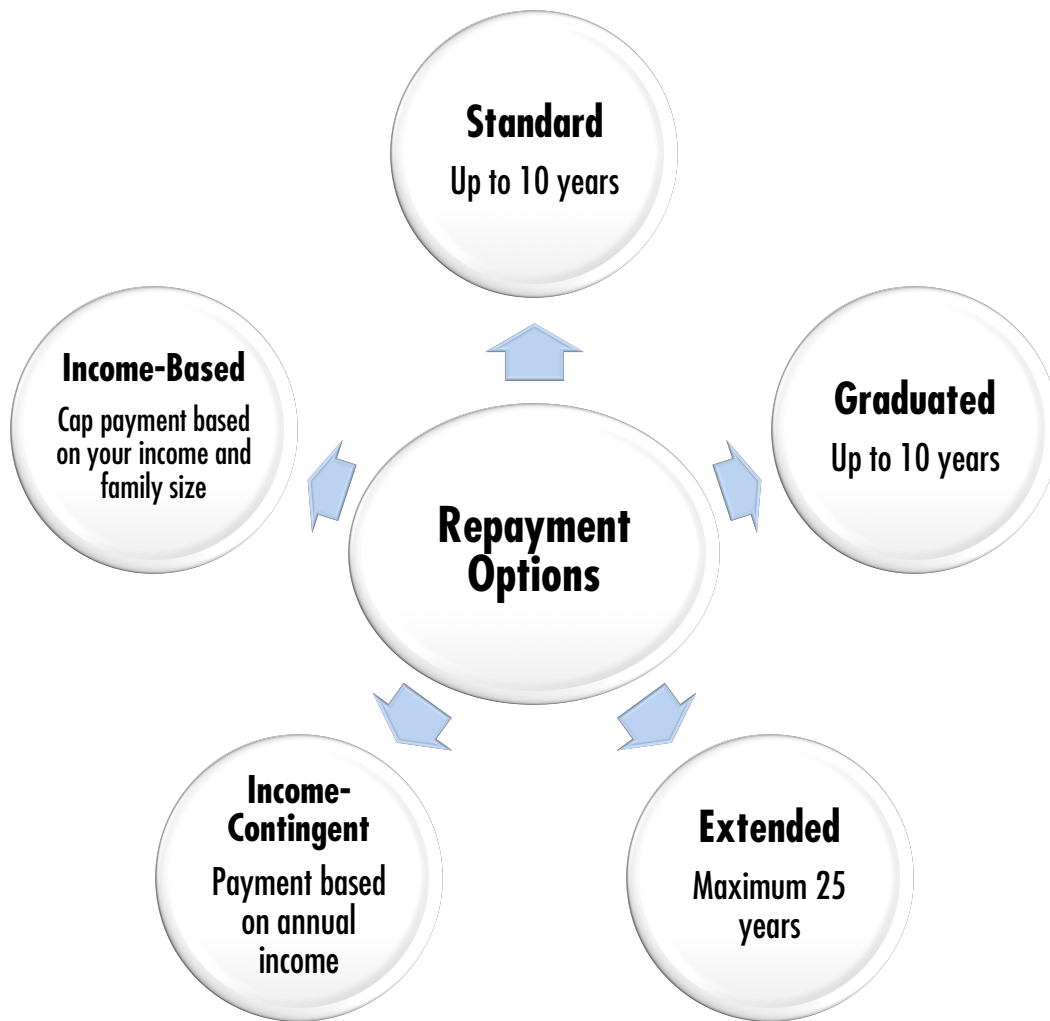 Standard
Up to 10 years
Income-Based
Cap payment based
on your income and
family size
Graduated
Up to 10 years
Repayment
Options
Income-
Contingent
Payment based
on annual
income
Extended
Maximum 25
years